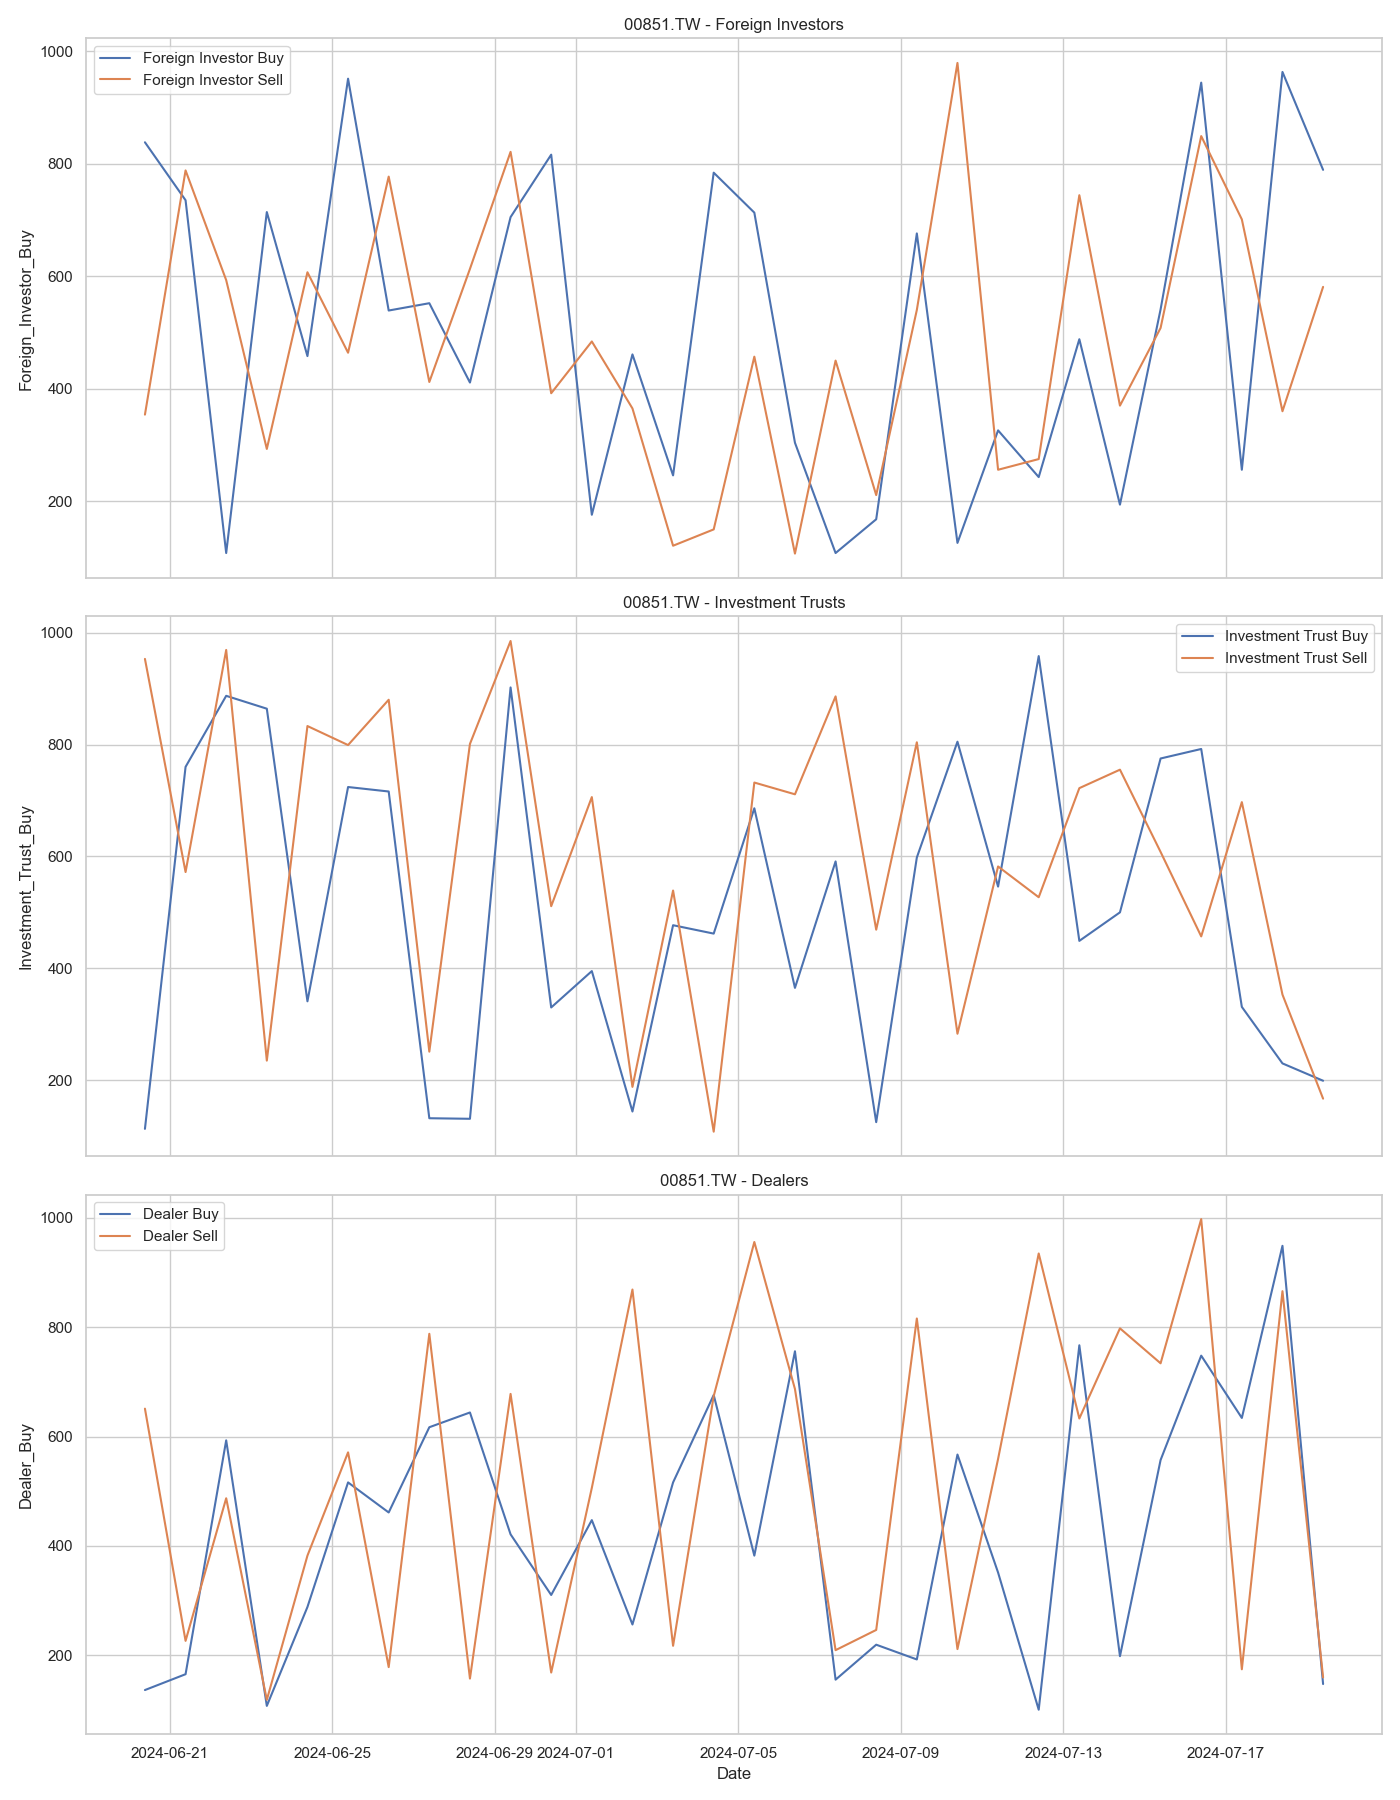 00851.TW - Foreign Investors
Foreign Investor Buy
Foreign Investor Sell
Foreign_Investor_Buy
1000
800
600
400
200
00851.TW - Investment Trusts
Investment Trust Buy
Investment Trust Sell
Investment_Trust_Buy
1000
800
600
400
200
00851.TW - Dealers
Dealer Buy
Dealer Sell
Dealer_Buy
1000
800
600
400
200
2024-06-21 2024-06-25 2024-06-29 2024-07-01 2024-07-05 2024-07-09 2024-07-13 2024-07-17
Date